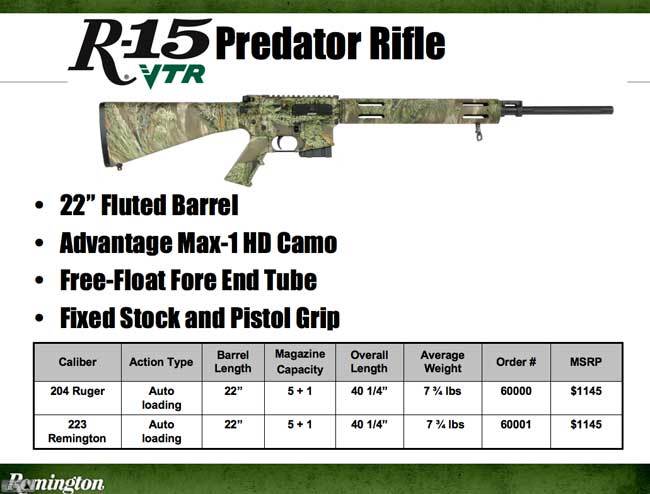 R-15 Predator Rifle
VTR
• 22” Fluted Barrel
• Advantage Max-1 HD Camo
• Free-Float Fore End Tube
• Fixed Stock and Pistol Grip
Caliber Action Type Barrel Length Magazine Capacity Overall Length Average Weight Order # MSRP
204 Ruger Auto loading 22” 5 + 1 40 1/4” 7 ¾ lbs 60000 $1145
223 Remington Auto loading 22” 5 + 1 40 1/4” 7 ¾ lbs 60001 $1145
Remington